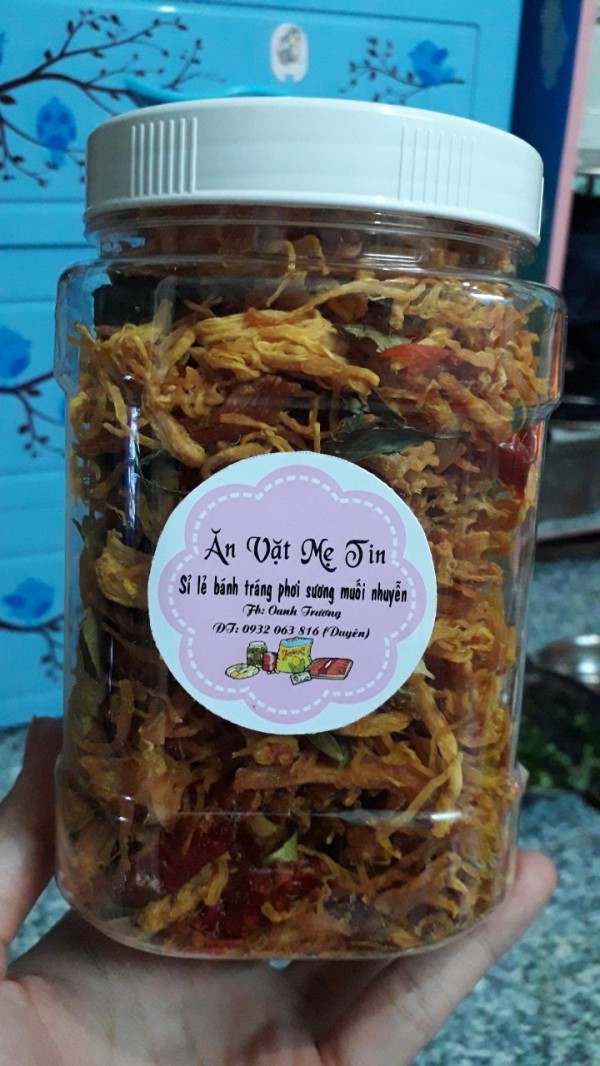 Ăn Vặt Mẹ Tin
Sỉ lẻ bánh tráng phơi sương muối nhuyễn
Fb: Oanh Trương
ĐT: 0932 063 816 (Duyên)